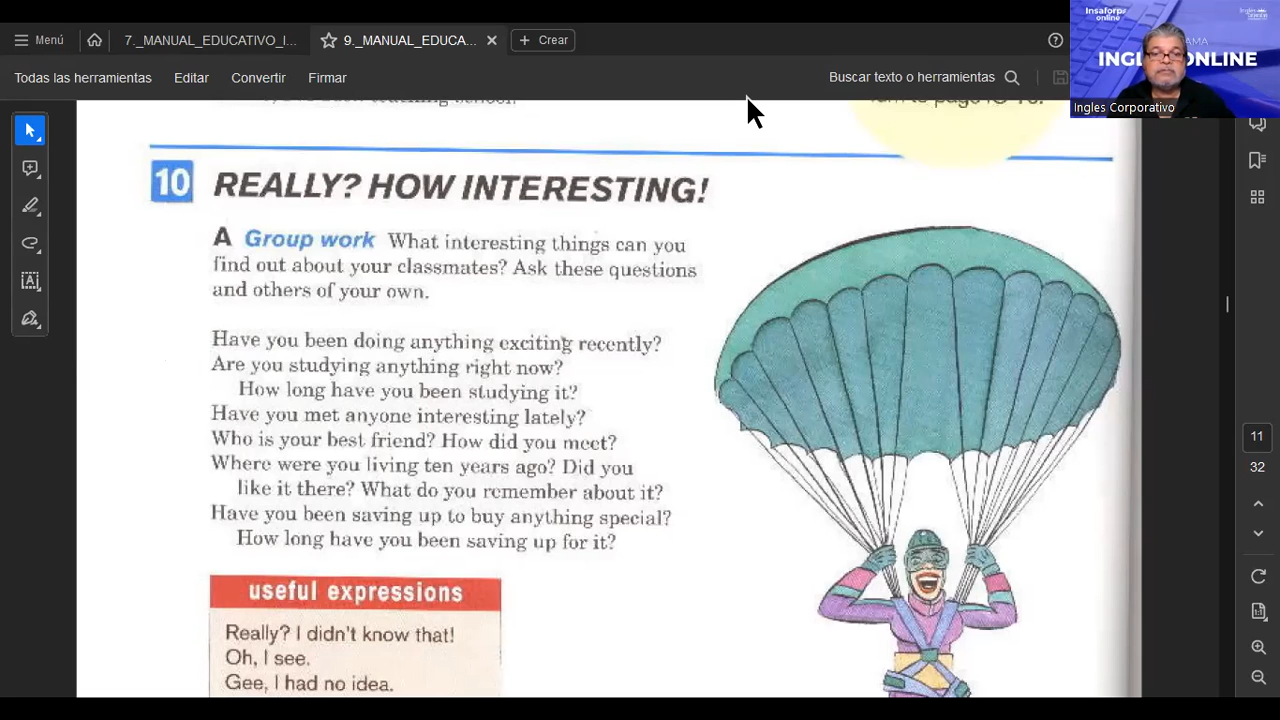 Menú
7._MANUAL_EDUCATIVO_I...
9._MANUAL_EDUCA...
Crear
Insaforp
online
INGL
ONLINE
Ingles Corporativo
Todas las herramientas
Editar
Convertir
Firmar
Buscar texto o herramientas
10 REALLY? HOW INTERESTING!
A Group work What interesting things can you
find out about your classmates? Ask these questions
and others of your own.
Have you been doing anything exciting recently?
Are you studying anything right now?
How long have you been studying it?
Have you met anyone interesting lately?
Who is your best friend? How did you meet?
Where were you living ten years ago? Did you
like it there? What do you remember about it?
Have you been saving up to buy anything special?
How long have you been saving up for it?
useful expressions
Really? I didn't know that!
Oh, I see.
Gee, I had no idea.
11
32